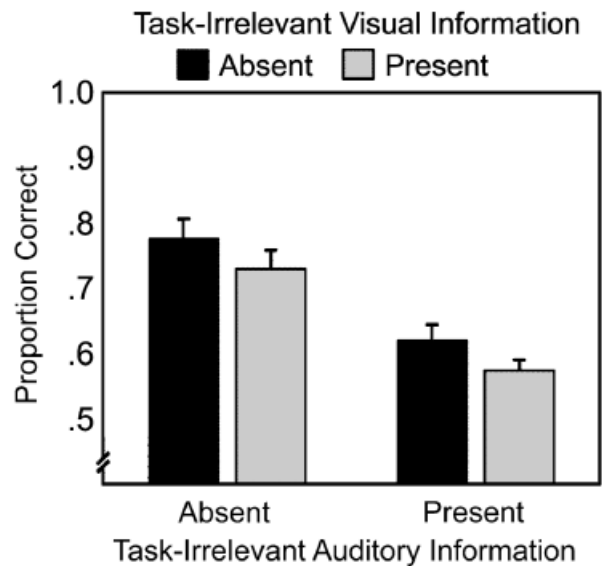 Task-Irrelevant Visual Information
Absent Present
1.0
.9
.8
.7
.6
.5
Proportion Correct
Absent Present
Task-Irrelevant Auditory Information